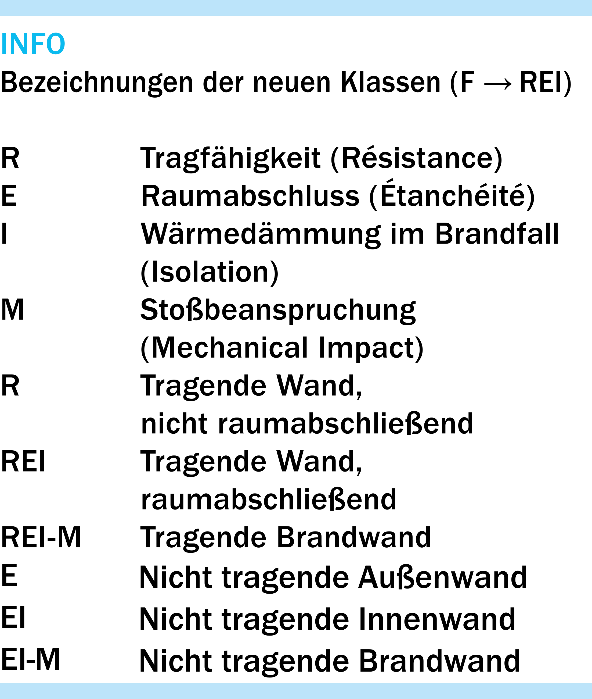 INFO
Bezeichnungen der neuen Klassen (F → REI)
R Tragfähigkeit (Résistance)
E Raumabschluss (Étanchéité)
I Wärmedämmung im Brandfall
(Isolation)
M Stoßbeanspruchung
(Mechanical Impact)
R Tragende Wand,
nicht raumabschließend
REI Tragende Wand,
raumabschließend
REI-M Tragende Brandwand
E Nicht tragende Außenwand
EI Nicht tragende Innenwand
EI-M Nicht tragende Brandwand